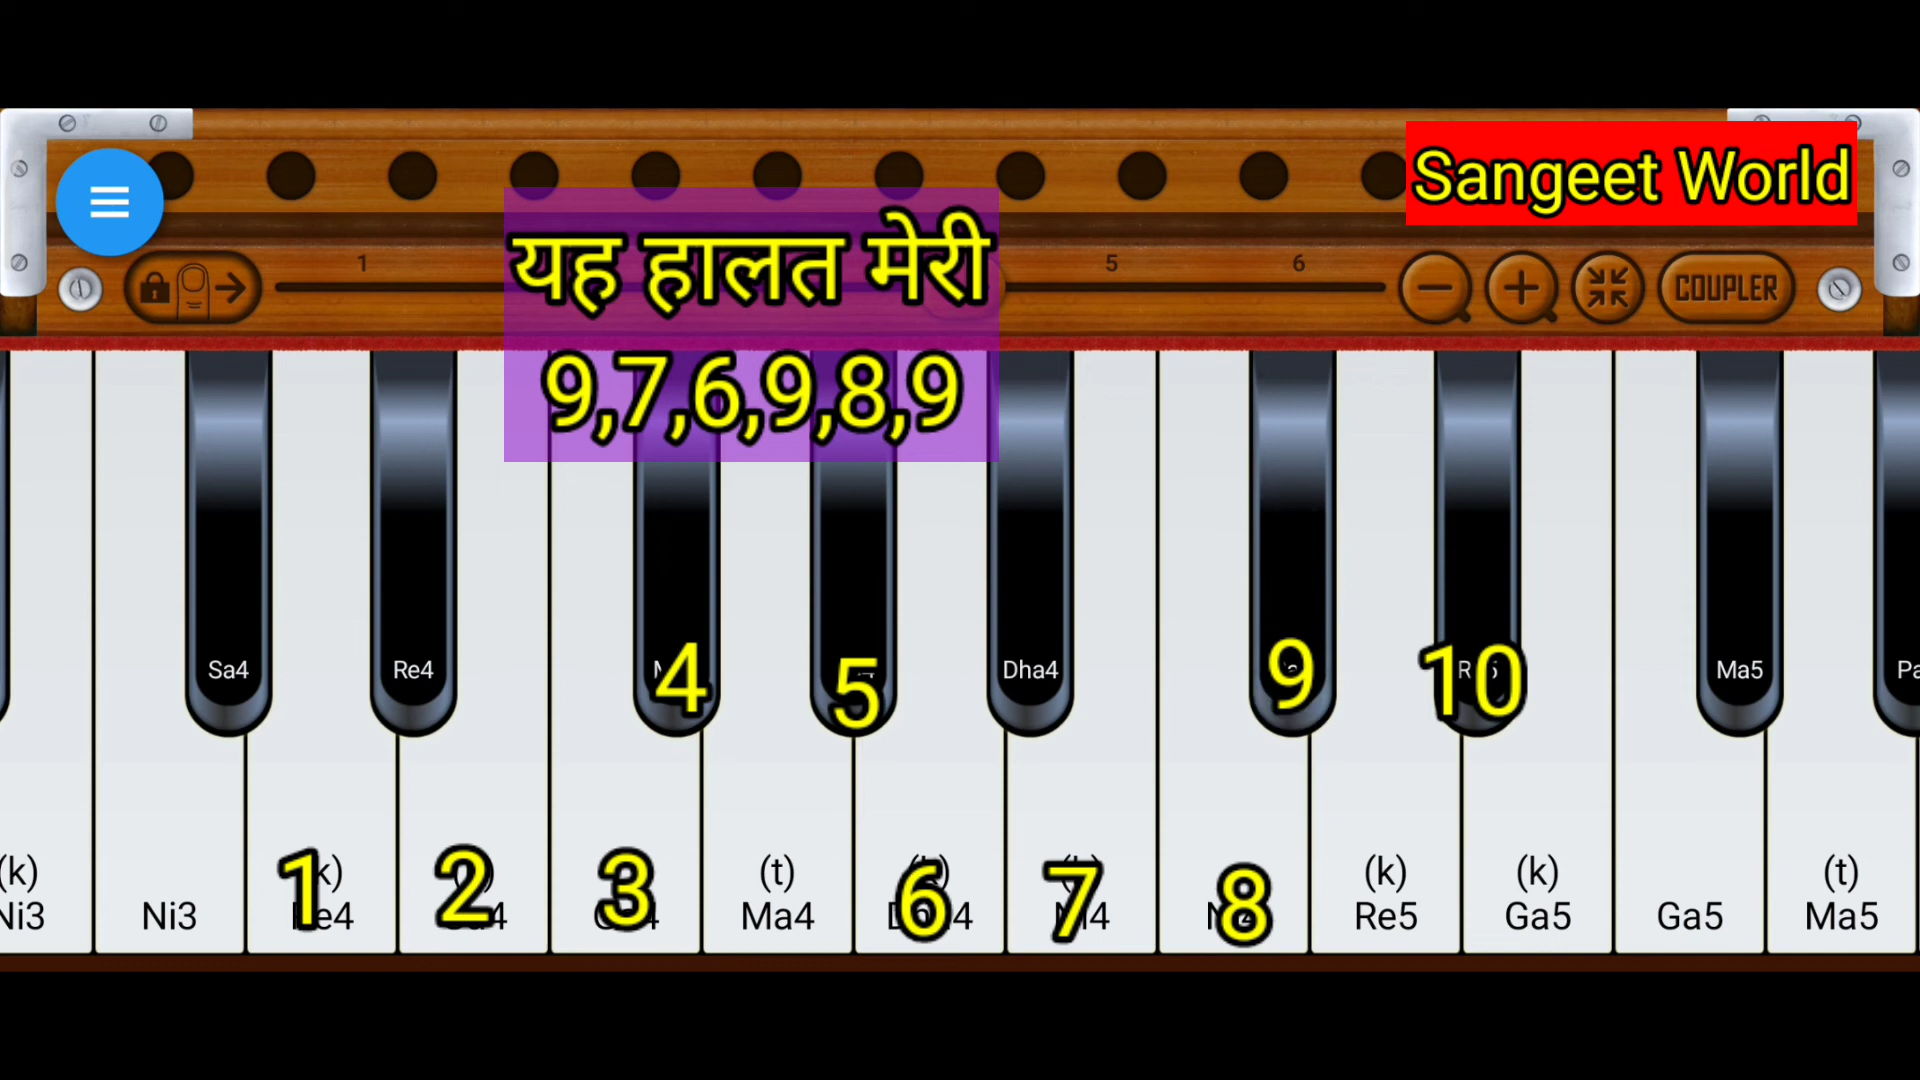 Sangeet World
यह हालत मेरी
9,7,6,9,8,9
1 5 6
COUPLER
Sa4 Re4 4 5 Dha4 9 10 Ma5
(k) (t) (k) (k) (t)
Ni3 Ni3 1 2 3 Ma4 6 7 8 Re5 Ga5 Ga5 Ma5